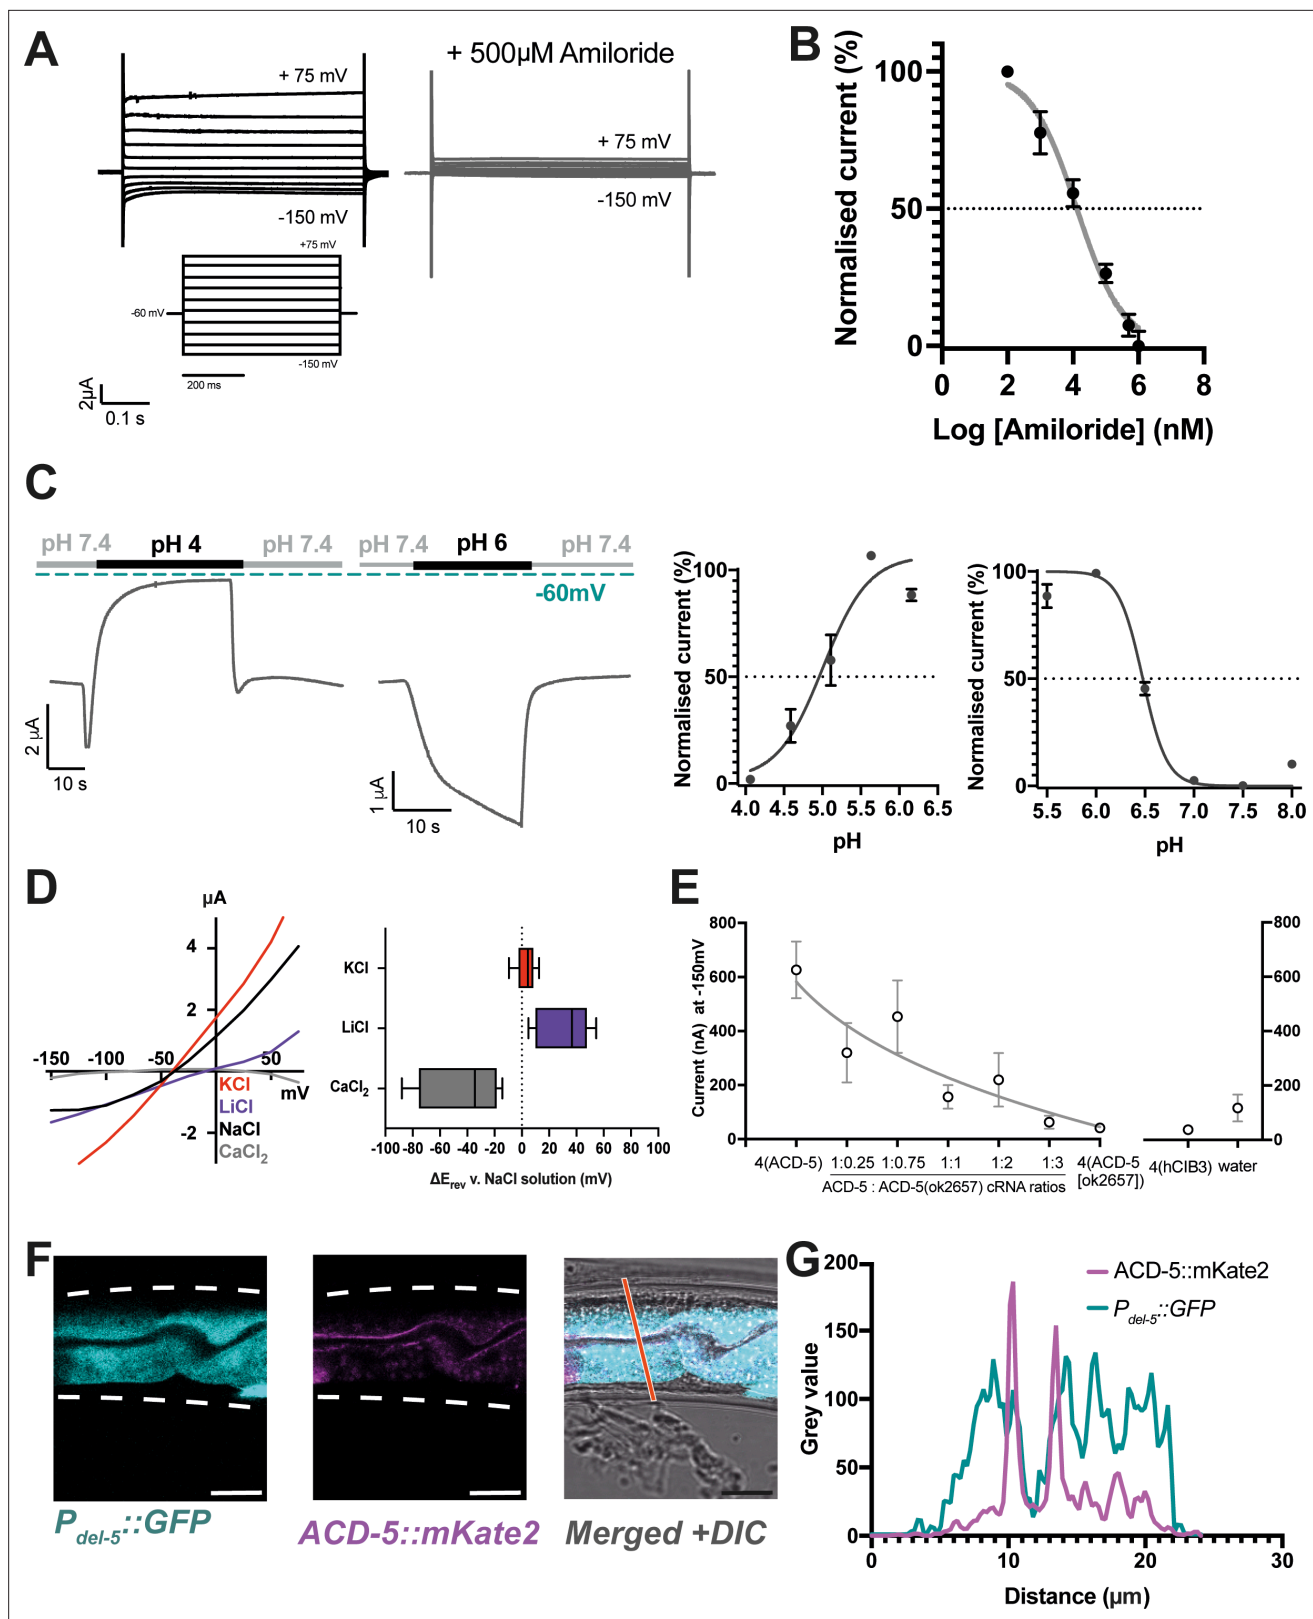 A
+ 75 mV
-150 mV
+ 500µM Amiloride
+ 75 mV
-150 mV
+75 mV
-60 mV
-150 mV
200 ms
2µA
0.1 s
B
Normalised current (%)
100
50
0
0 2 4 6 8
Log [Amiloride] (nM)
C
pH 7.4 pH 4 pH 7.4
pH 7.4 pH 6 pH 7.4
-60mV
2 µA
10 s
1 µA
10 s
Normalised current (%)
100
50
0
4.0 4.5 5.0 5.5 6.0 6.5
pH
Normalised current (%)
100
50
0
5.5 6.0 6.5 7.0 7.5 8.0
pH
D
µA
4
2
-150 -100 -50 50
mV
-2
KCl
LiCl
NaCl
CaCl2
KCl
LiCl
CaCl2
-100 -80 -60 -40 -20 0 20 40 60 80 100
ΔErev v. NaCl solution (mV)
E
Current (nA) at -150mV
800
600
400
200
0
800
600
400
200
0
4(ACD-5) 1:0.25 1:0.75 1:1 1:2 1:3 4(ACD-5
[ok2657])
ACD-5 : ACD-5(ok2657) cRNA ratios
4(hClB3) water
F
Pdel-5::GFP
ACD-5::mKate2
Merged +DIC
G
ACD-5::mKate2
Pdel-5::GFP
Grey value
200
150
100
50
0
0 10 20 30
Distance (µm)